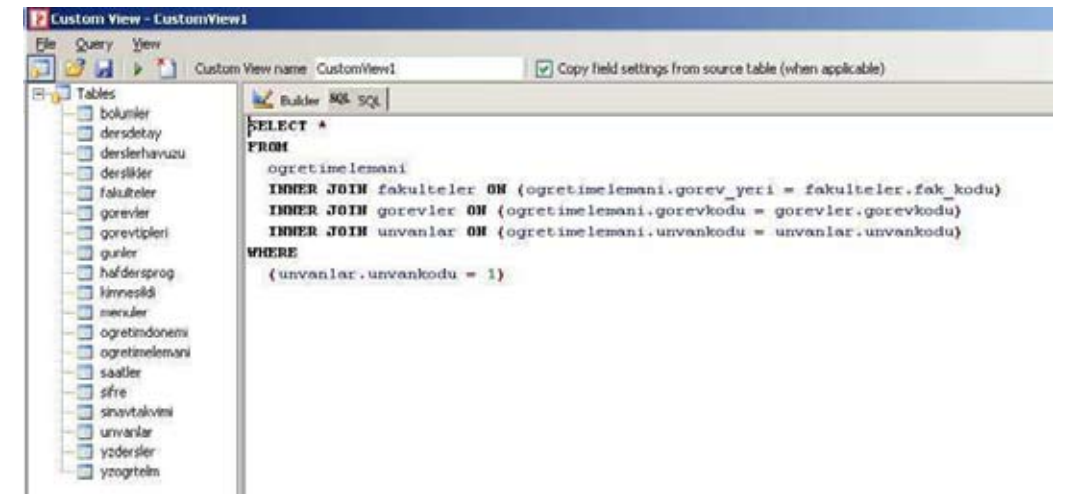 Custom View - CustomView1
File Query View
Custom View name CustomView1 Copy field settings from source table (when applicable)
Tables
bolumler
dersdetay
derslerhavuzu
derslikler
fakulteler
gorevler
gorevtipleri
gunler
hafdersprog
kimnesildi
menuler
ogretimdonemi
ogretimelemani
saatler
sifre
sinavtakvimi
unvanlar
yzdersler
yzogrtelm
Builder SQL SQL
SELECT *
FROM
ogretimelemani
INNER JOIN fakulteler ON (ogretimelemani.gorev_yeri = fakulteler.fak_kodu)
INNER JOIN gorevler ON (ogretimelemani.gorevkodu = gorevler.gorevkodu)
INNER JOIN unvanlar ON (ogretimelemani.unvankodu = unvanlar.unvankodu)
WHERE
(unvanlar.unvankodu = 1)